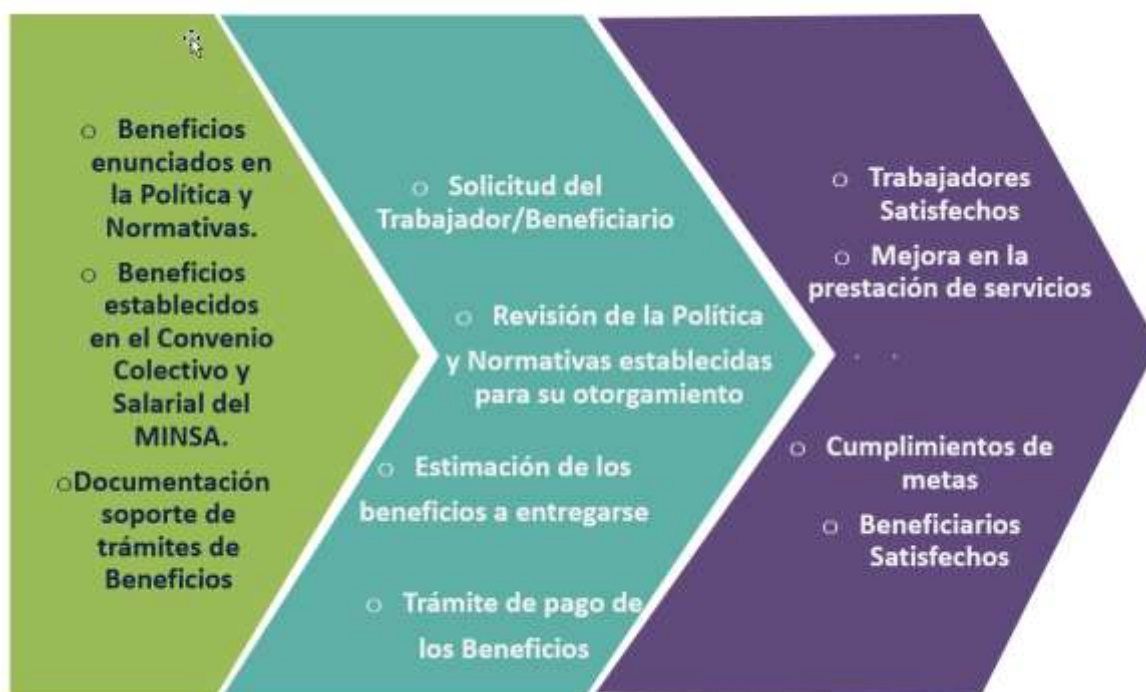 o Beneficios
enunciados en
la Política y
Normativas.
o Beneficios
establecidos
en el Convenio
Colectivo y
Salarial del
MINSA.
oDocumentación
soporte de
trámites de
Beneficios
o Solicitud del
Trabajador/Beneficiario
o Revisión de la Política
y Normativas establecidas
para su otorgamiento
o Estimación de los
beneficios a entregarse
o Trámite de pago de
los Beneficios
o Trabajadores
Satisfechos
o Mejora en la
prestación de servicios
o Cumplimientos de
metas
o Beneficiarios
Satisfechos